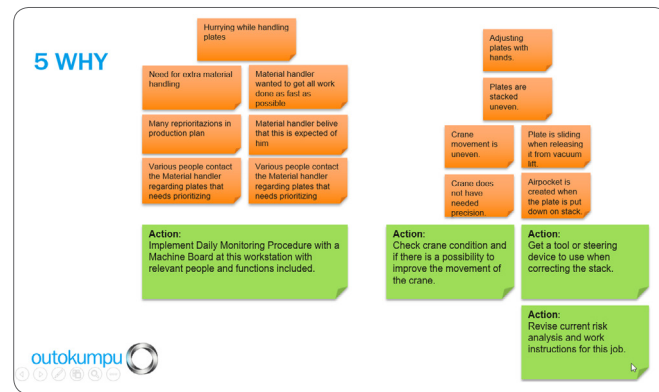 5 WHY
Hurrying while handling
plates
Need for extra material
handling
Material handler
wanted to get all work
done as fast as
possible
Many reprioritazions in
production plan
Material handler belive
that this is expected of
him
Various people contact
the Material handler
regarding plates that
needs prioritizing
Various people contact
the Material handler
regarding plates that
needs prioritizing
Action:
Implement Daily Monitoring Procedure with a
Machine Board at this workstation with
relevant people and functions included.
Adjusting
plates with
hands.
Plates are
stacked
uneven.
Crane
movement is
uneven.
Plate is sliding
when releasing
it from vacuum
lift.
Crane does
not have
needed
precision.
Airpocket is
created when
the plate is put
down on stack.
Action:
Check crane condition and
if there is a possibility to
improve the movement of
the crane.
Action:
Get a tool or steering
device to use when
correcting the stack.
Action:
Revise current risk
analysis and work
instructions for this job.
outokumpu